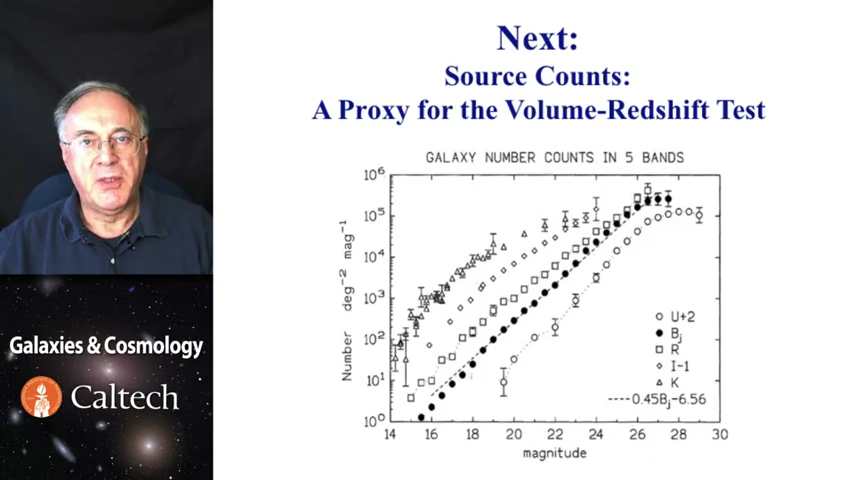 Next:
Source Counts:
A Proxy for the Volume-Redshift Test
GALAXY NUMBER COUNTS IN 5 BANDS
Number deg⁻² mag⁻¹
10⁶
10⁵
10⁴
10³
10²
10¹
10⁰
14 16 18 20 22 24 26 28 30
magnitude
U+2
Bⱼ
R
I-1
K
0.45Bⱼ-6.56
Galaxies & Cosmology
Caltech